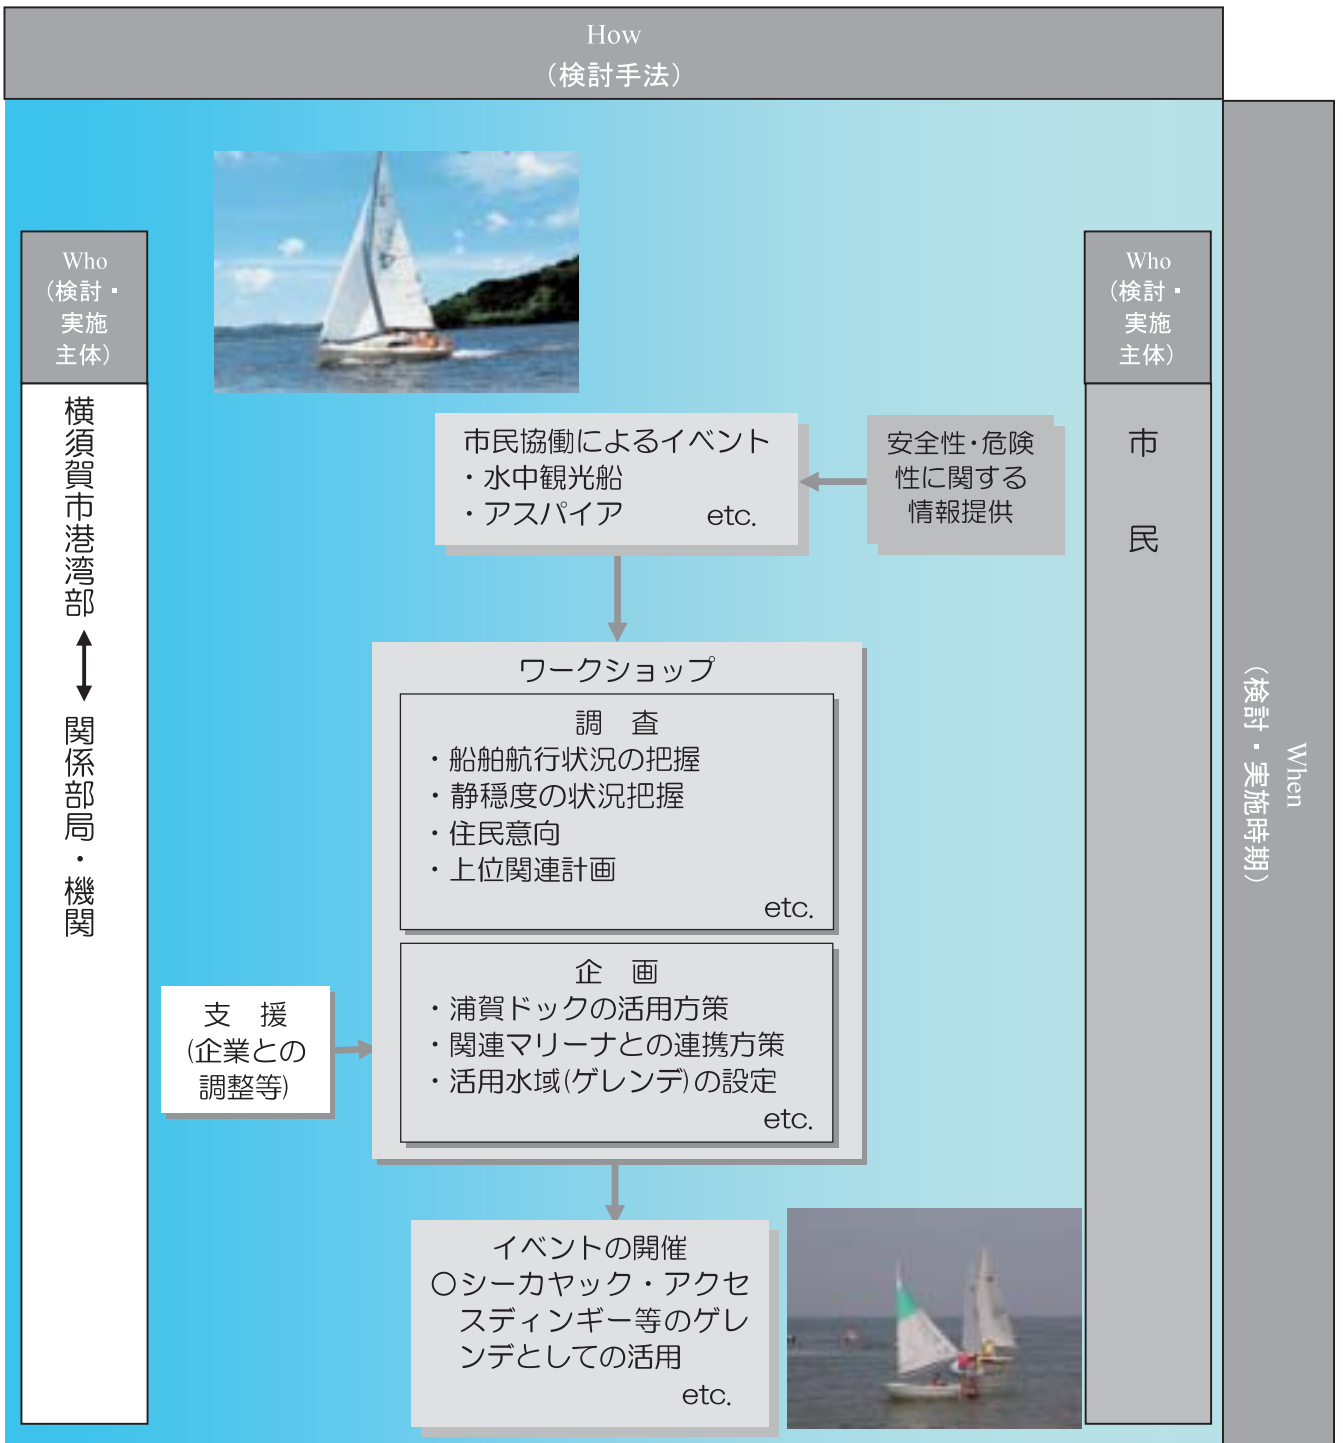 How
（検討手法）
Who
（検討・
実施
主体）
横須賀市港湾部
関係部局・機関
市民協働によるイベント
・水中観光船
・アスパイア etc.
安全性・危険
性に関する
情報提供
ワークショップ
調 査
・船舶航行状況の把握
・静穏度の状況把握
・住民意向
・上位関連計画
etc.
企 画
・浦賀ドックの活用方策
・関連マリーナとの連携方策
・活用水域(ゲレンデ)の設定
etc.
支 援
(企業との
調整等)
イベントの開催
○シーカヤック・アクセ
スディンギー等のゲレ
ンデとしての活用
etc.
Who
（検討・
実施
主体）
市 民
When
（検討・実施時期）